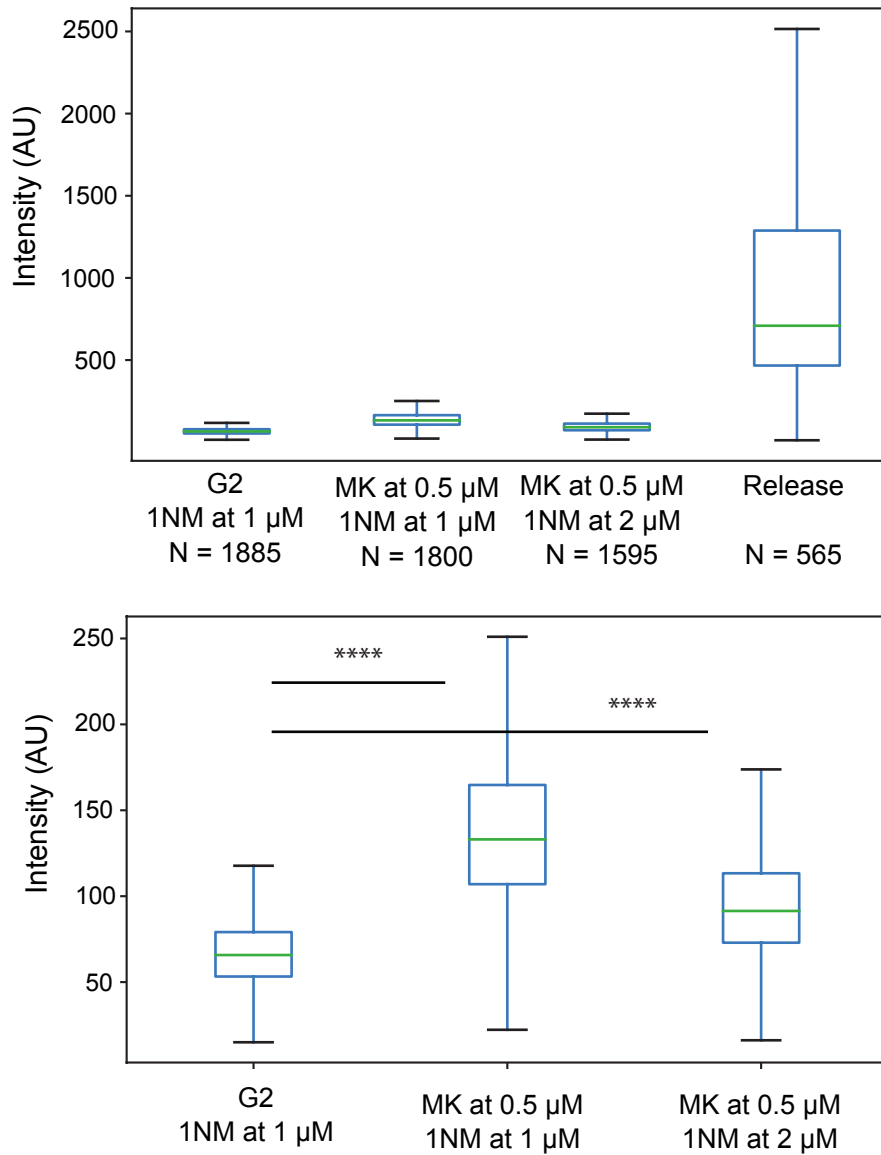 Intensity (AU)
2500
2000
1500
1000
500
G2
1NM at 1 µM
N = 1885
MK at 0.5 µM
1NM at 1 µM
N = 1800
MK at 0.5 µM
1NM at 2 µM
N = 1595
Release
N = 565
Intensity (AU)
250
200
150
100
50
****
****
G2
1NM at 1 µM
MK at 0.5 µM
1NM at 1 µM
MK at 0.5 µM
1NM at 2 µM